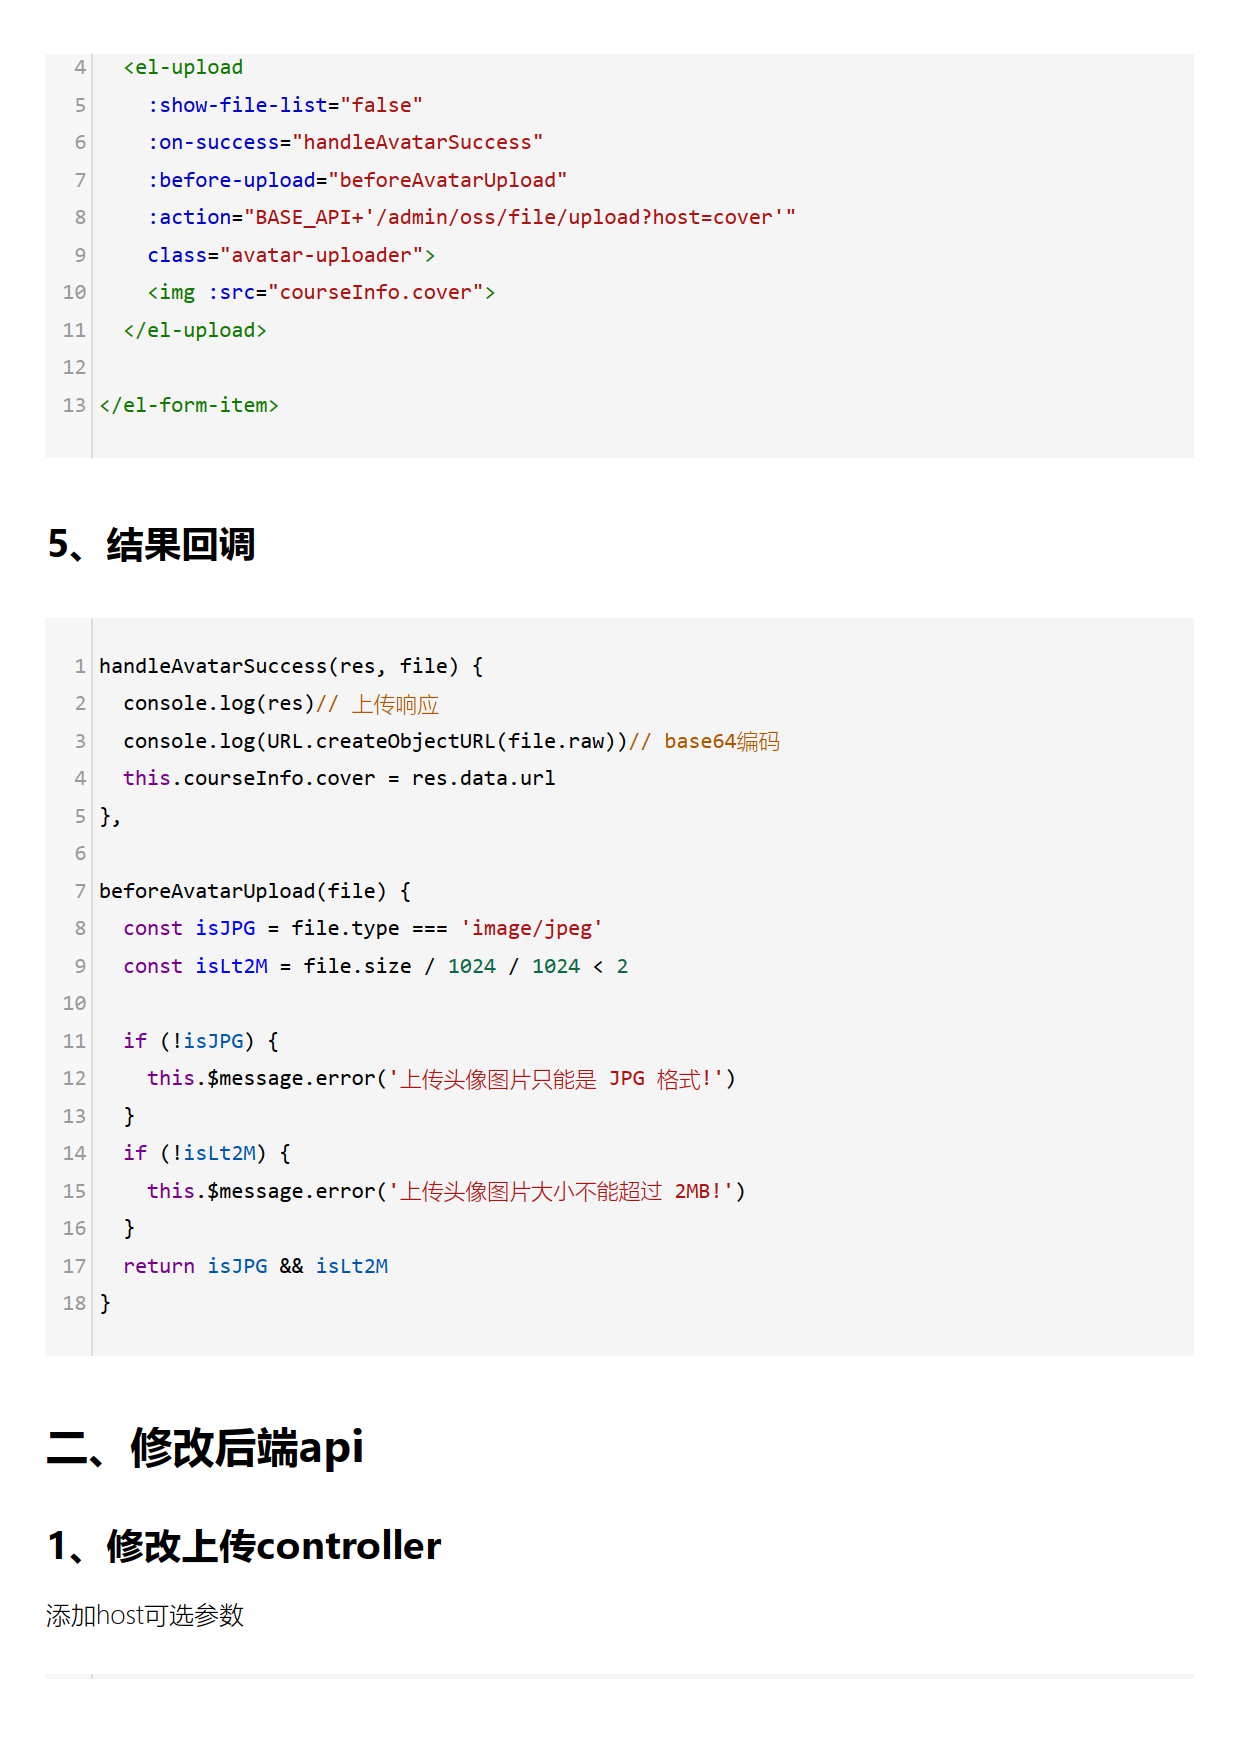 4   <el-upload
5     :show-file-list="false"
6     :on-success="handleAvatarSuccess"
7     :before-upload="beforeAvatarUpload"
8     :action="BASE_API+'/admin/oss/file/upload?host=cover'"
9     class="avatar-uploader">
10     <img :src="courseInfo.cover">
11   </el-upload>
12
13 </el-form-item>
5、结果回调
1 handleAvatarSuccess(res, file) {
2   console.log(res)// 上传响应
3   console.log(URL.createObjectURL(file.raw))// base64编码
4   this.courseInfo.cover = res.data.url
5 },
6
7 beforeAvatarUpload(file) {
8   const isJPG = file.type === 'image/jpeg'
9   const isLt2M = file.size / 1024 / 1024 < 2
10
11   if (!isJPG) {
12     this.$message.error('上传头像图片只能是 JPG 格式!')
13   }
14   if (!isLt2M) {
15     this.$message.error('上传头像图片大小不能超过 2MB!')
16   }
17   return isJPG && isLt2M
18 }
二、修改后端api
1、修改上传controller
添加host可选参数